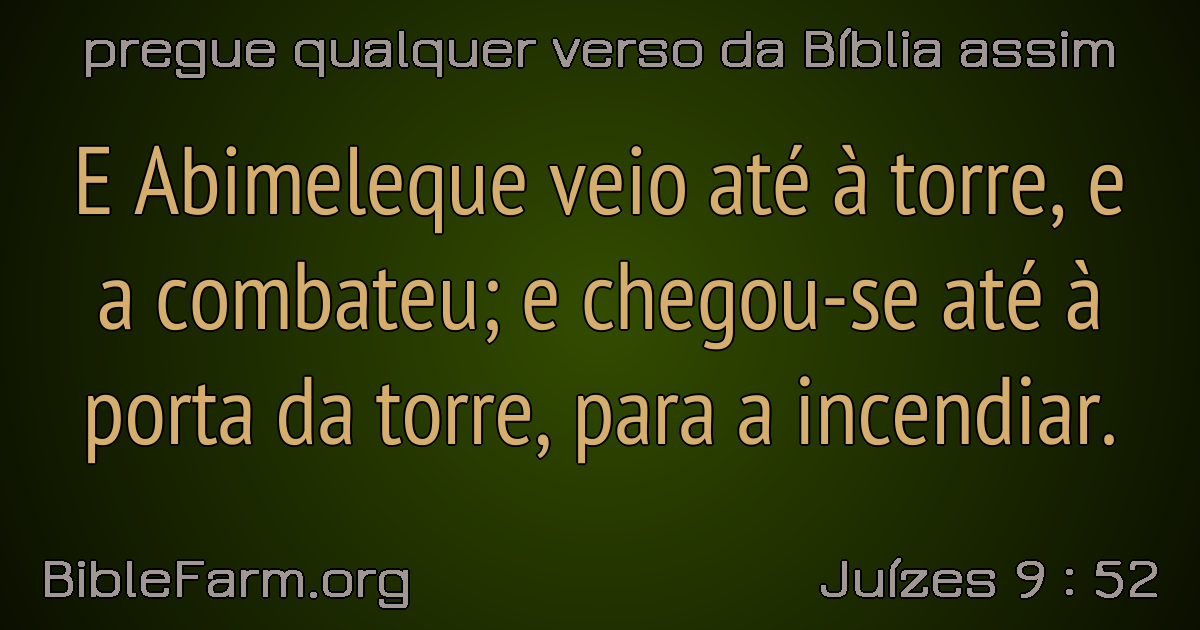 pregue qualquer verso da Bíblia assim
E Abimeleque veio até à torre, e
a combateu; e chegou-se até à
porta da torre, para a incendiar.
BibleFarm.org
Juízes 9 : 52